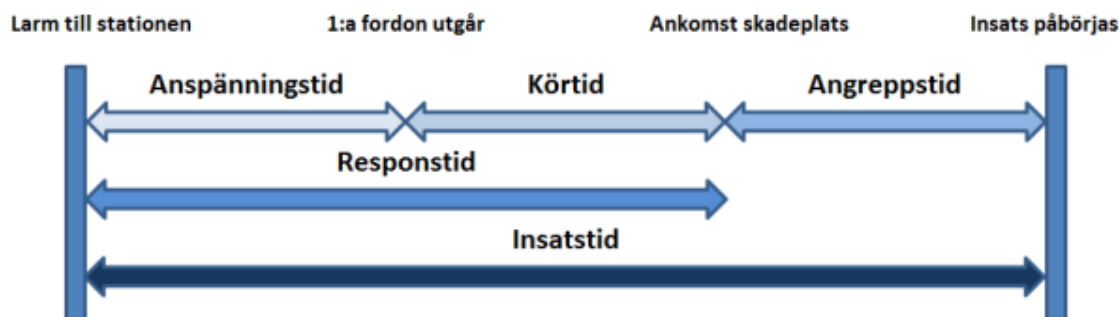 Larm till stationen 1:a fordon utgår Ankomst skadeplats Insats påbörjas
Anspänningstid Körtid Angreppstid
Responstid
Insatstid